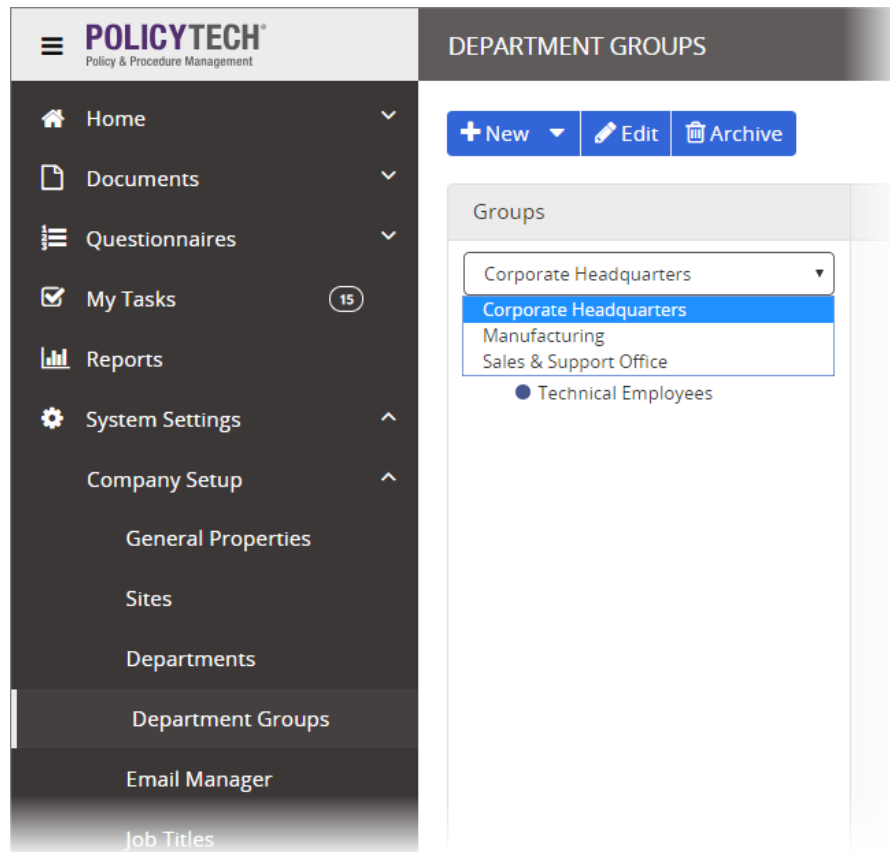 POLICYTECH®
Policy & Procedure Management
DEPARTMENT GROUPS
Home
Documents
Questionnaires
My Tasks 15
Reports
System Settings
Company Setup
General Properties
Sites
Departments
Department Groups
Email Manager
Job Titles
New Edit Archive
Groups
Corporate Headquarters
Corporate Headquarters
Manufacturing
Sales & Support Office
Technical Employees